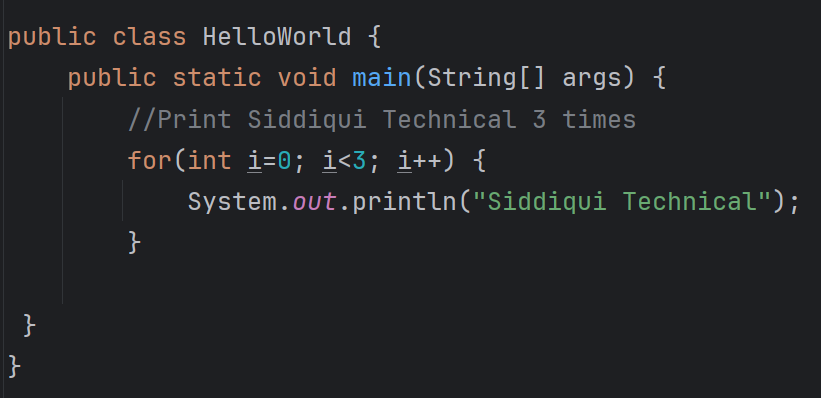 public class HelloWorld {
    public static void main(String[] args) {
        //Print Siddiqui Technical 3 times
        for(int i=0; i<3; i++) {
            System.out.println("Siddiqui Technical");
        }
 }
}